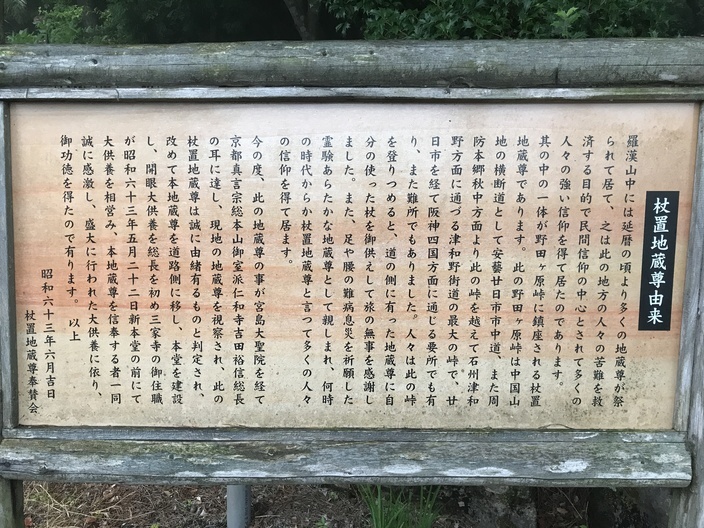 杖置地蔵尊由来
羅漢山中には延暦の頃より多くの地蔵尊が祭
られて居て、之は此の地方の人々の苦難を救
済する目的で民間信仰の中心とされて多くの
人々の強い信仰を得て居たのであります。
其の中の一体が野田ヶ原峠に鎮座される杖置
地蔵尊であります。此の野田ヶ原峠は中国山
地の横断道として安藝廿日市市中道、また周
防本郷秋中方面より此の峠を越えて石州津和
野方面に通づる津和野街道の最大の峠で、廿
日市を経て阪神四国方面に通じる要所でも有
り、また難所でもありました。人々は此の峠
を登りつめると、道の側に有った地蔵尊に自
分の使った杖を御供えして旅の無事を感謝し
ました。また、足や腰の難病息災を祈願した
霊験あらたかな地蔵尊として親しまれ、何時
の時代からか杖置地蔵尊と言つて多くの人々
の信仰を得て居ます。
今の度、此の地蔵尊の事が宮島大聖院を経て
京都真言宗総本山御室派仁和寺吉田裕信総長
の耳に達し、現地の地蔵尊を視察され、此の
杖置地蔵尊は誠に由緒有るものと判定され、
改めて本地蔵尊を道路側に移し、本堂を建設
し、開眼大供養を総長を初め三家寺の御住職
が昭和六十三年五月二十二日新本堂の前にて
大供養を相営み、本地蔵尊を信奉する者一同
誠に感激し、盛大に行われた大供養に依り、
御功徳を得たので有ります。以上
昭和六十三年六月吉日
杖置地蔵尊奉賛会